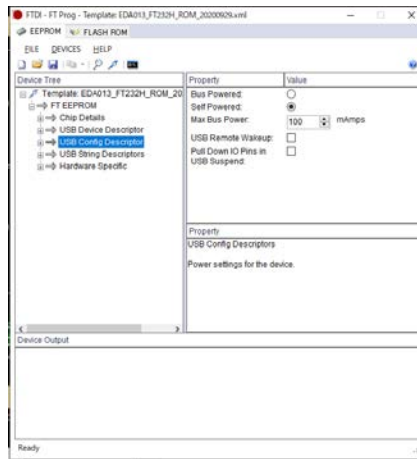 FTDI - FT Prog - Template: EDA013_FT232H_ROM_20200929.xml
EEPROM
FLASH ROM
FILE DEVICES HELP
Device Tree
Template: EDA013_FT232H_ROM_20
FT EEPROM
Chip Details
USB Device Descriptor
USB Config Descriptor
USB String Descriptors
Hardware Specific
Property Value
Bus Powered:
Self Powered:
Max Bus Power: 100 mAmps
USB Remote Wakeup:
Pull Down IO Pins in
USB Suspend:
Property
USB Config Descriptors
Power settings for the device.
Device Output
Ready